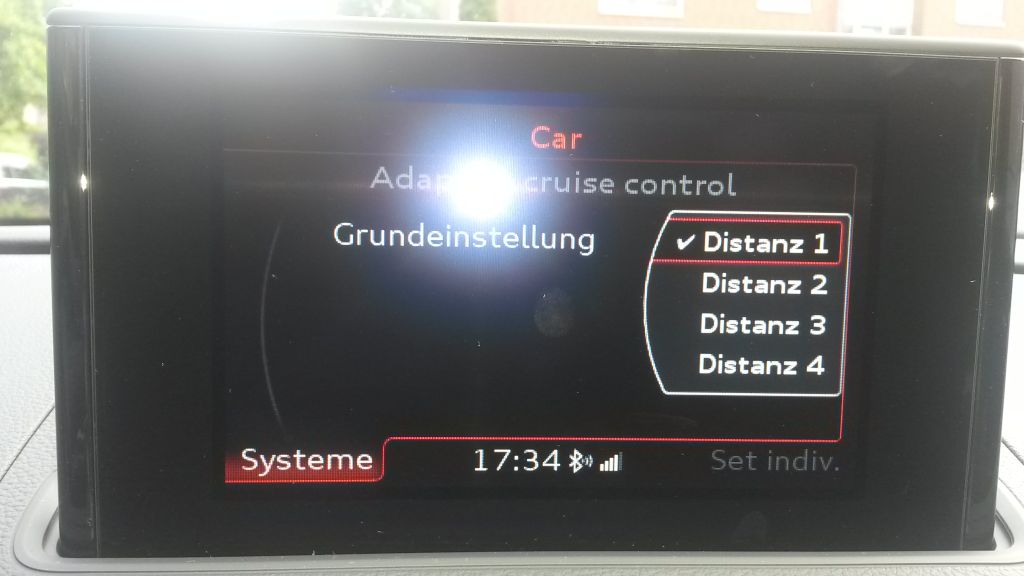 Car
cruise control
Grundeinstellung
✔ Distanz 1
Distanz 2
Distanz 3
Distanz 4
Systeme
17:34
Set indiv.